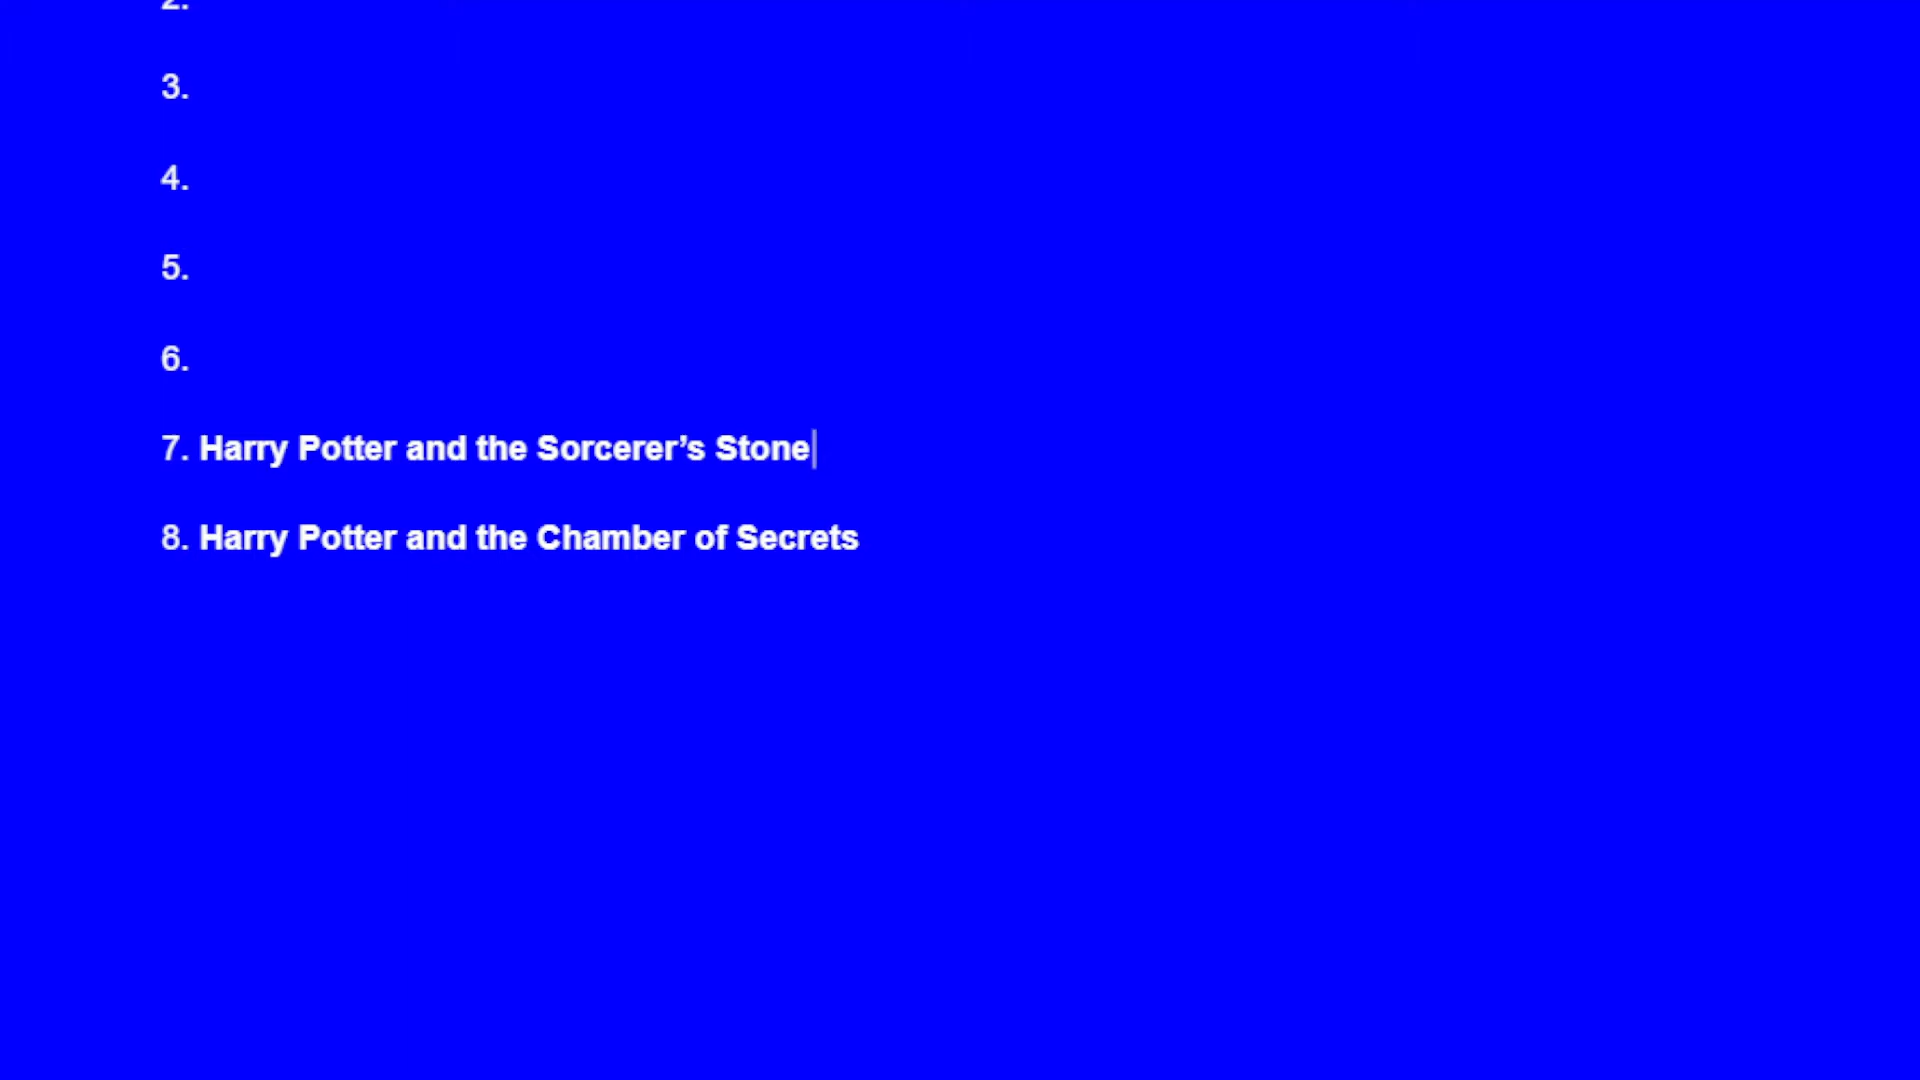 2.
3.
4.
5.
6.
7. Harry Potter and the Sorcerer’s Stone
8. Harry Potter and the Chamber of Secrets